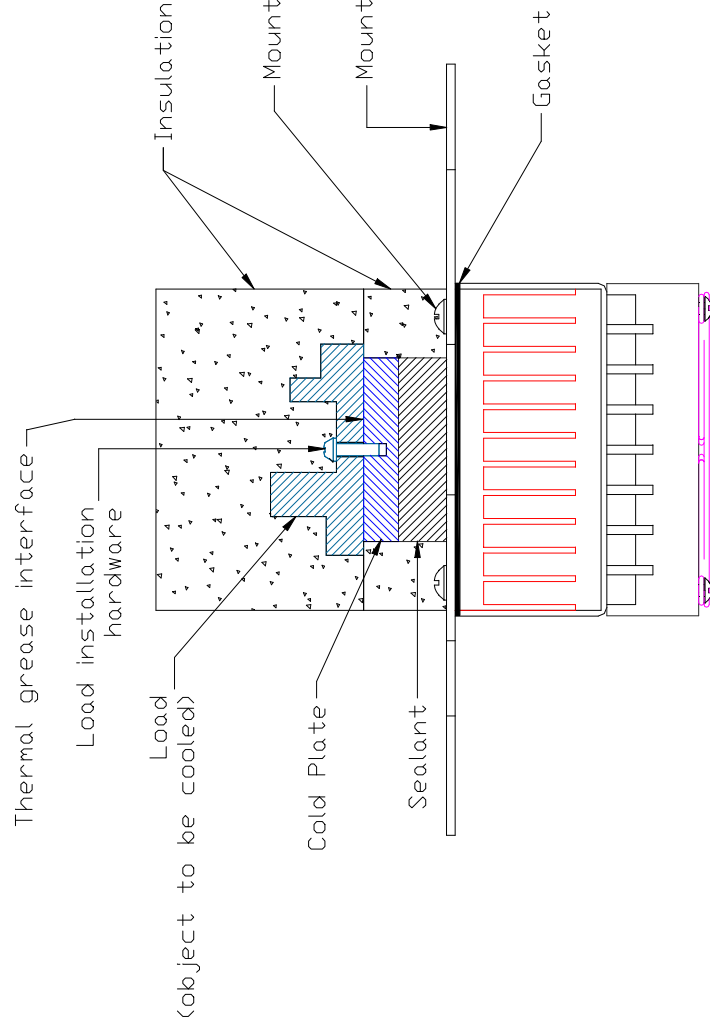 Thermal grease interface
Load installation
hardware
Load
(object to be cooled)
Cold Plate
Sealant
Insulation
Mount
Mount
Gasket